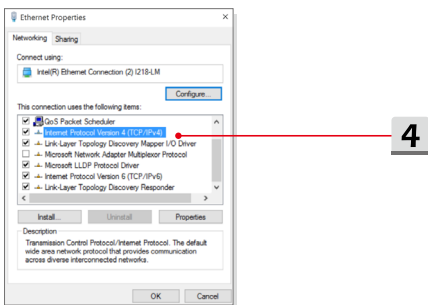 Ethernet Properties
Networking Sharing
Connect using:
Intel(R) Ethernet Connection (2) I218-LM
Configure...
This connection uses the following items:
QoS Packet Scheduler
Internet Protocol Version 4 (TCP/IPv4)
4
Link-Layer Topology Discovery Mapper I/O Driver
Microsoft Network Adapter Multiplexor Protocol
Microsoft LLDP Protocol Driver
Internet Protocol Version 6 (TCP/IPv6)
Link-Layer Topology Discovery Responder
Install... Uninstall Properties
Description
Transmission Control Protocol/Internet Protocol. The default
wide area network protocol that provides communication
across diverse interconnected networks.
OK Cancel